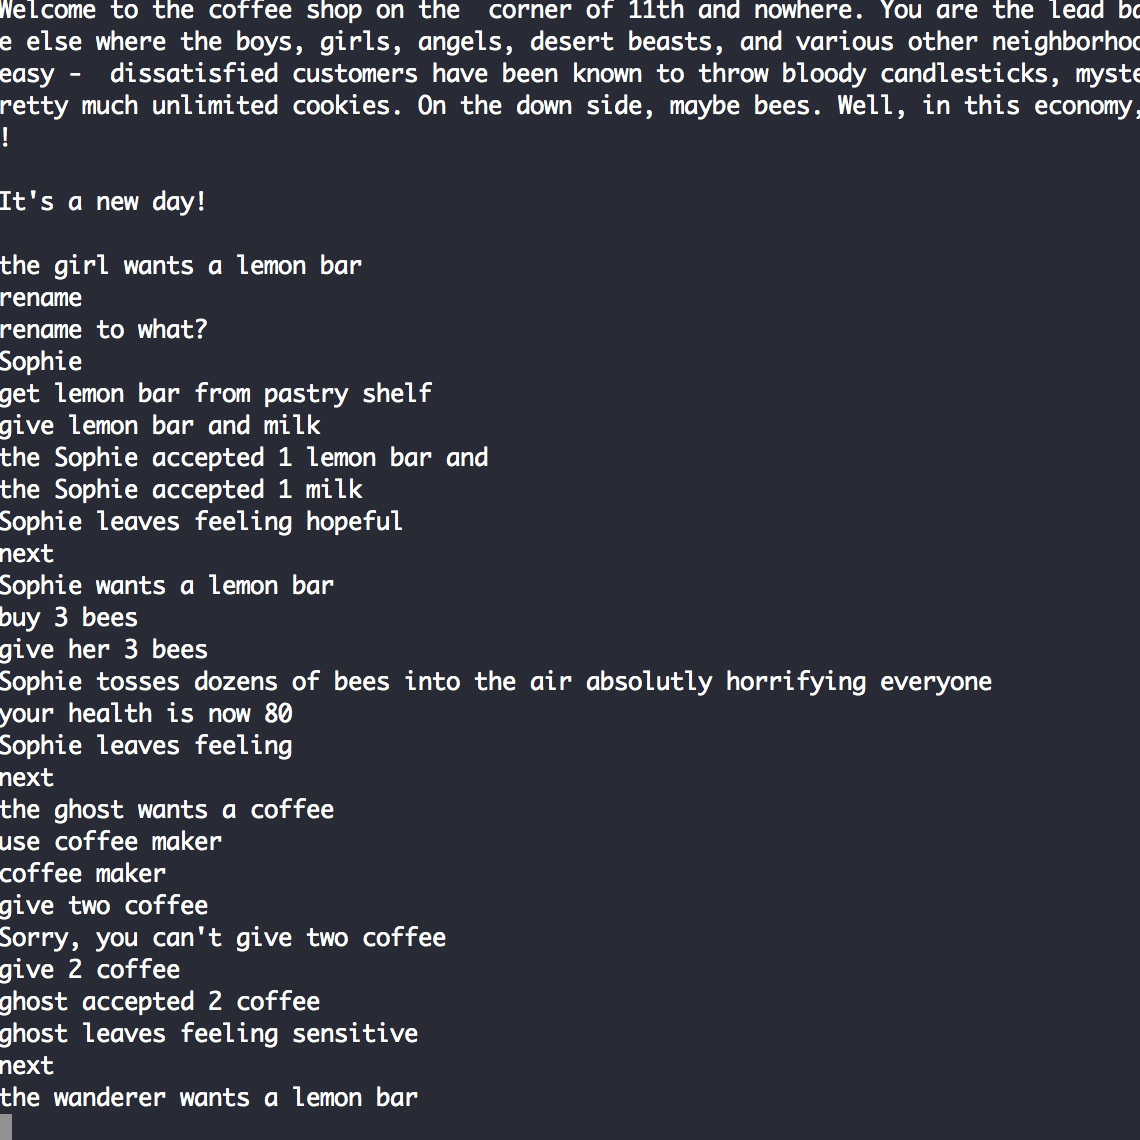 Welcome to the coffee shop on the  corner of 11th and nowhere. You are the lead ba
e else where the boys, girls, angels, desert beasts, and various other neighborhoo
easy -  dissatisfied customers have been known to throw bloody candlesticks, myste
retty much unlimited cookies. On the down side, maybe bees. Well, in this economy,
!
It's a new day!
the girl wants a lemon bar
rename
rename to what?
Sophie
get lemon bar from pastry shelf
give lemon bar and milk
the Sophie accepted 1 lemon bar and
the Sophie accepted 1 milk
Sophie leaves feeling hopeful
next
Sophie wants a lemon bar
buy 3 bees
give her 3 bees
Sophie tosses dozens of bees into the air absolutly horrifying everyone
your health is now 80
Sophie leaves feeling
next
the ghost wants a coffee
use coffee maker
coffee maker
give two coffee
Sorry, you can't give two coffee
give 2 coffee
ghost accepted 2 coffee
ghost leaves feeling sensitive
next
the wanderer wants a lemon bar